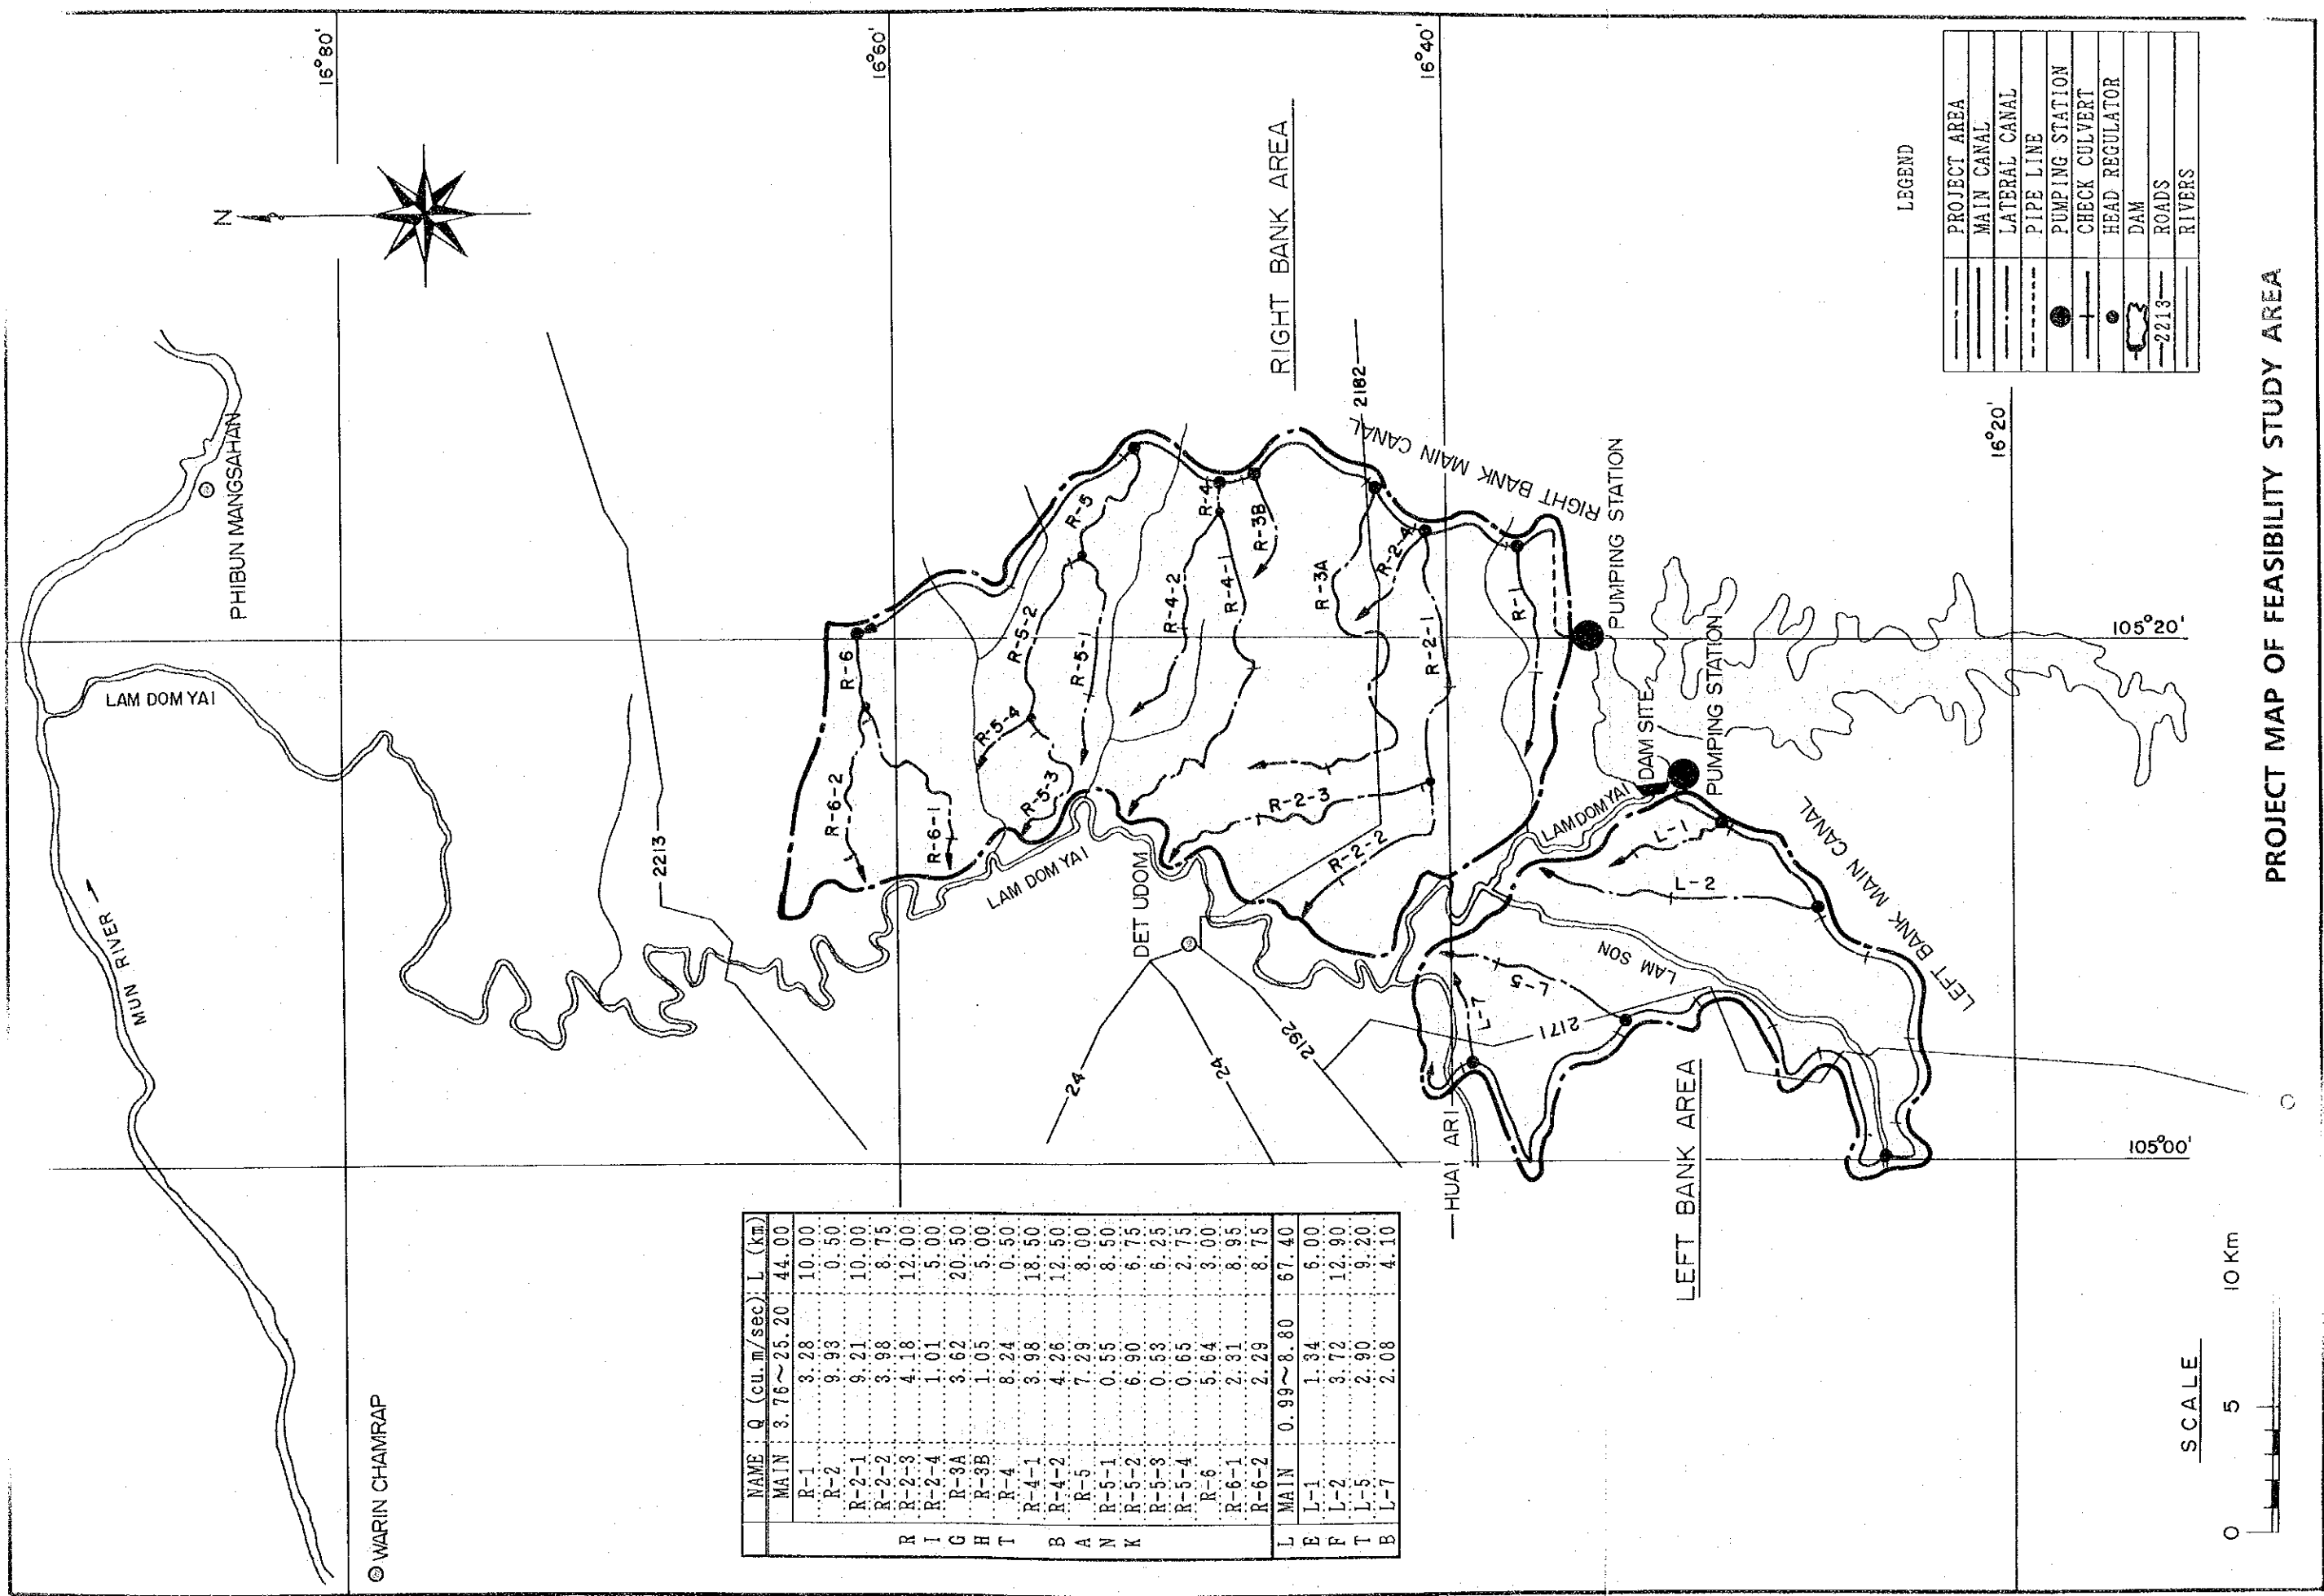 PROJECT MAP OF FEASIBILITY STUDY AREA
N
16°80'
16°60'
16°40'
16°20'
105°20'
105°00'
PHIBUN MANGSAHAN
MUN RIVER
WARIN CHAMRAP
LAM DOM YAI
2213
RIGHT BANK AREA
2182
RIGHT BANK MAIN CANAL
R-6
R-6-2
R-6-1
R-5
R-5-2
R-5-1
R-5-4
R-5-3
R-4
R-4-2
R-4-1
R-3B
R-3A
R-2-4
R-2-1
R-2-3
R-2-2
R-1
LAM DOM YAI
DET UDOM
24
24
2192
2171
PUMPING STATION
PUMPING STATION
DAM SITE
LAM DOM YAI
LEFT BANK MAIN CANAL
L-1
L-2
L-5
L-7
LAM SON
HUAI ARI
LEFT BANK AREA
LEGEND
PROJECT AREA
MAIN CANAL
LATERAL CANAL
PIPE LINE
PUMPING STATION
CHECK CULVERT
HEAD REGULATOR
DAM
2213 ROADS
RIVERS
NAME Q (cu.m/sec) L (km)
RIGHT BANK
MAIN 3.76~25.20 44.00
R-1 3.28 10.00
R-2 9.93 0.50
R-2-1 9.21 10.00
R-2-2 3.98 8.75
R-2-3 4.18 12.00
R-2-4 1.01 5.00
R-3A 3.62 20.50
R-3B 1.05 5.00
R-4 8.24 0.50
R-4-1 3.98 18.50
R-4-2 4.26 12.50
R-5 7.29 8.00
R-5-1 0.55 8.50
R-5-2 6.90 6.75
R-5-3 0.53 6.25
R-5-4 0.65 2.75
R-6 5.64 3.00
R-6-1 2.31 8.95
R-6-2 2.29 8.75
LEFT B
MAIN 0.99~8.80 67.40
L-1 1.34 6.00
L-2 3.72 12.90
L-5 2.90 9.20
L-7 2.08 4.10
SCALE
0 5 10 Km